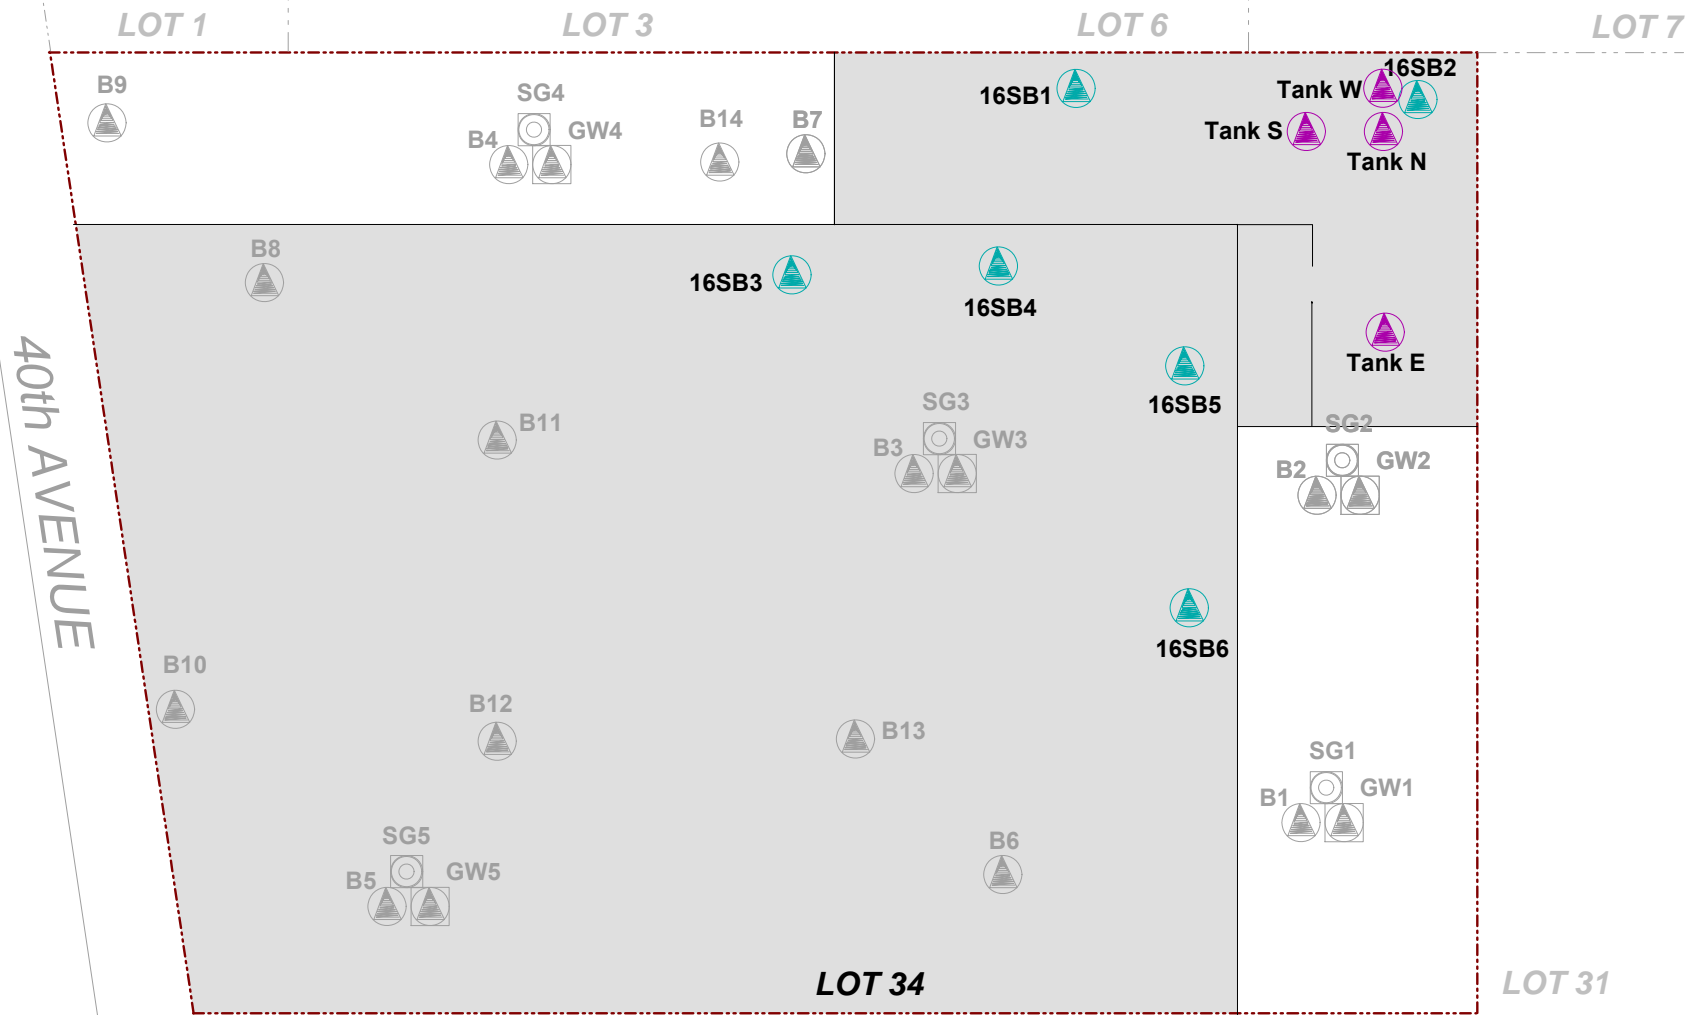 LOT 1
LOT 3
LOT 6
LOT 7
B9
SG4
GW4
B4
B14
B7
16SB1
Tank W
16SB2
Tank S
Tank N
B8
16SB3
16SB4
Tank E
40th AVENUE
16SB5
B11
SG3
B3
GW3
SG2
B2
GW2
16SB6
B10
B12
B13
SG1
B1
GW1
SG5
B5
GW5
B6
LOT 34
LOT 31